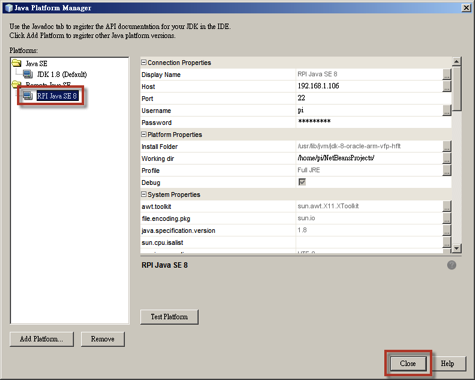 Java Platform Manager
Use the Javadoc tab to register the API documentation for your JDK in the IDE.
Click Add Platform to register other Java platform versions.
Platforms:
Java SE
JDK 1.8 (Default)
Remote Java SE
RPI Java SE 8
Connection Properties
Display Name RPI Java SE 8
Host 192.168.1.106 ...
Port 22
Username pi ...
Password *********
Platform Properties
Install Folder /usr/lib/jvm/jdk-8-oracle-arm-vfp-hflt
Working dir /home/pi/NetBeansProjects/ ...
Profile Full JRE
Debug
System Properties
awt.toolkit sun.awt.X11.XToolkit ...
file.encoding.pkg sun.io ...
java.specification.version 1.8 ...
sun.cpu.isalist ...
RPI Java SE 8
Test Platform
Add Platform... Remove
Close Help